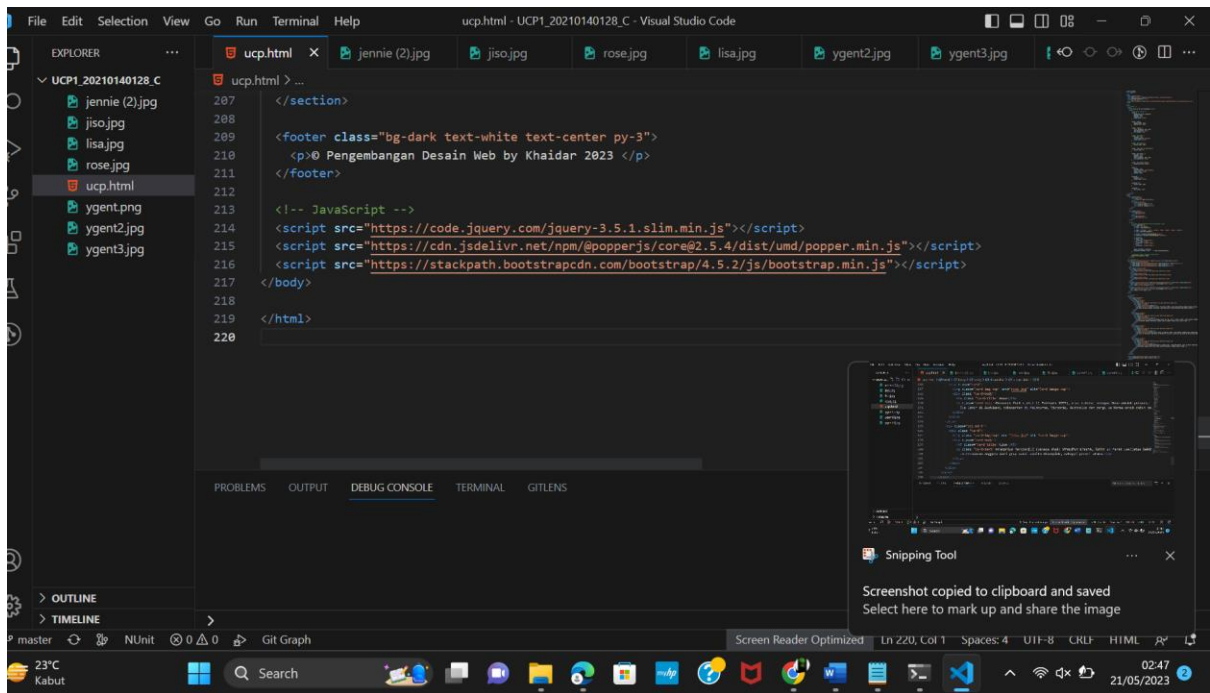 File Edit Selection View Go Run Terminal Help ucp.html - UCP1_20210140128_C - Visual Studio Code
EXPLORER ...
ucp.html jennie (2).jpg jiso.jpg rose.jpg lisa.jpg ygent2.jpg ygent3.jpg
UCP1_20210140128_C
jennie (2).jpg
jiso.jpg
lisa.jpg
rose.jpg
ucp.html
ygent.png
ygent2.jpg
ygent3.jpg
ucp.html > ...
207 </section>
208
209 <footer class="bg-dark text-white text-center py-3">
210 <p>© Pengembangan Desain Web by Khaidar 2023 </p>
211 </footer>
212
213 <!-- JavaScript -->
214 <script src="https://code.jquery.com/jquery-3.5.1.slim.min.js"></script>
215 <script src="https://cdn.jsdelivr.net/npm/@popperjs/core@2.5.4/dist/umd/popper.min.js"></script>
216 <script src="https://stackpath.bootstrapcdn.com/bootstrap/4.5.2/js/bootstrap.min.js"></script>
217 </body>
218
219 </html>
220
PROBLEMS OUTPUT DEBUG CONSOLE TERMINAL GITLENS
Snipping Tool ...
Screenshot copied to clipboard and saved
Select here to mark up and share the image
> OUTLINE
> TIMELINE
>
master NUnit 0 0 Git Graph Screen Reader Optimized Ln 220, Col 1 Spaces: 4 UTF-8 CRLF HTML
23°C
Kabut
Search
02:47
21/05/2023
2